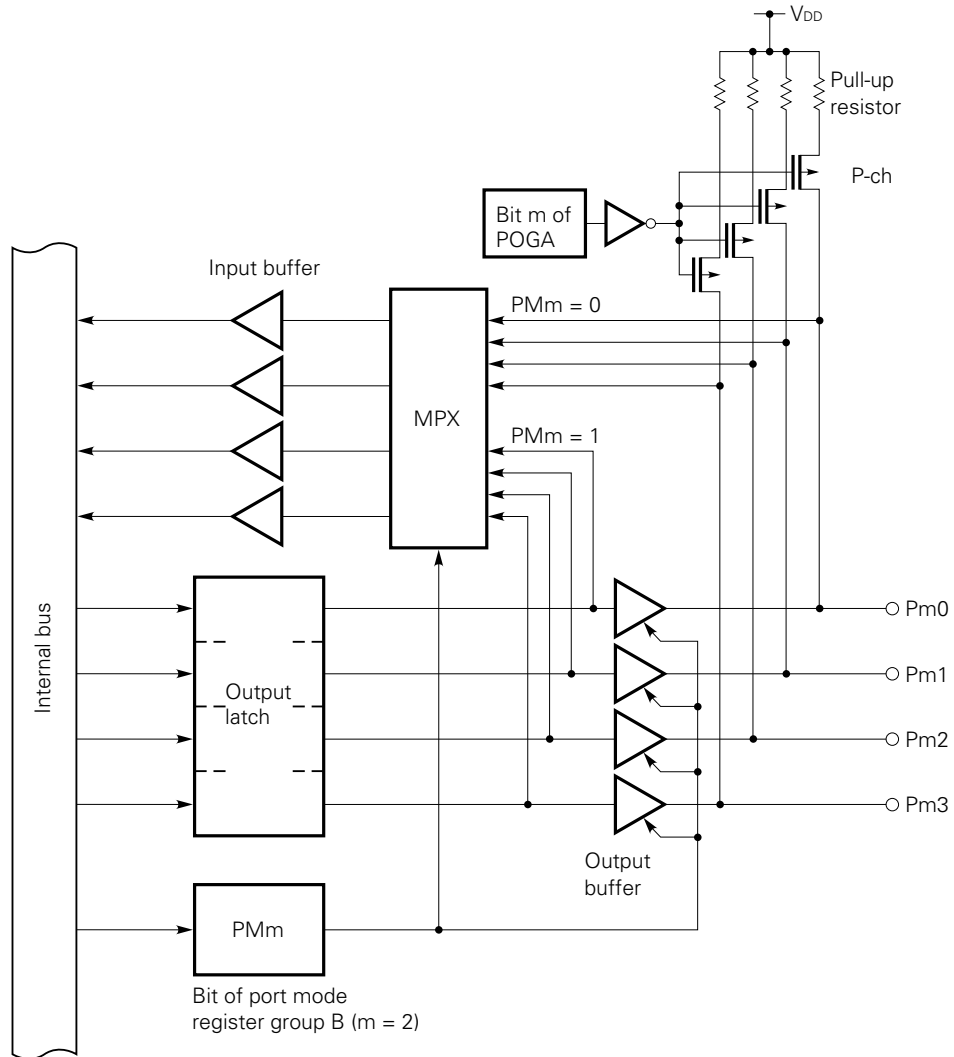 VDD
Pull-up
resistor
P-ch
Bit m of
POGA
Input buffer
PMm = 0
MPX
PMm = 1
Internal bus
Output
latch
Pm0
Pm1
Pm2
Pm3
Output
buffer
PMm
Bit of port mode
register group B (m = 2)